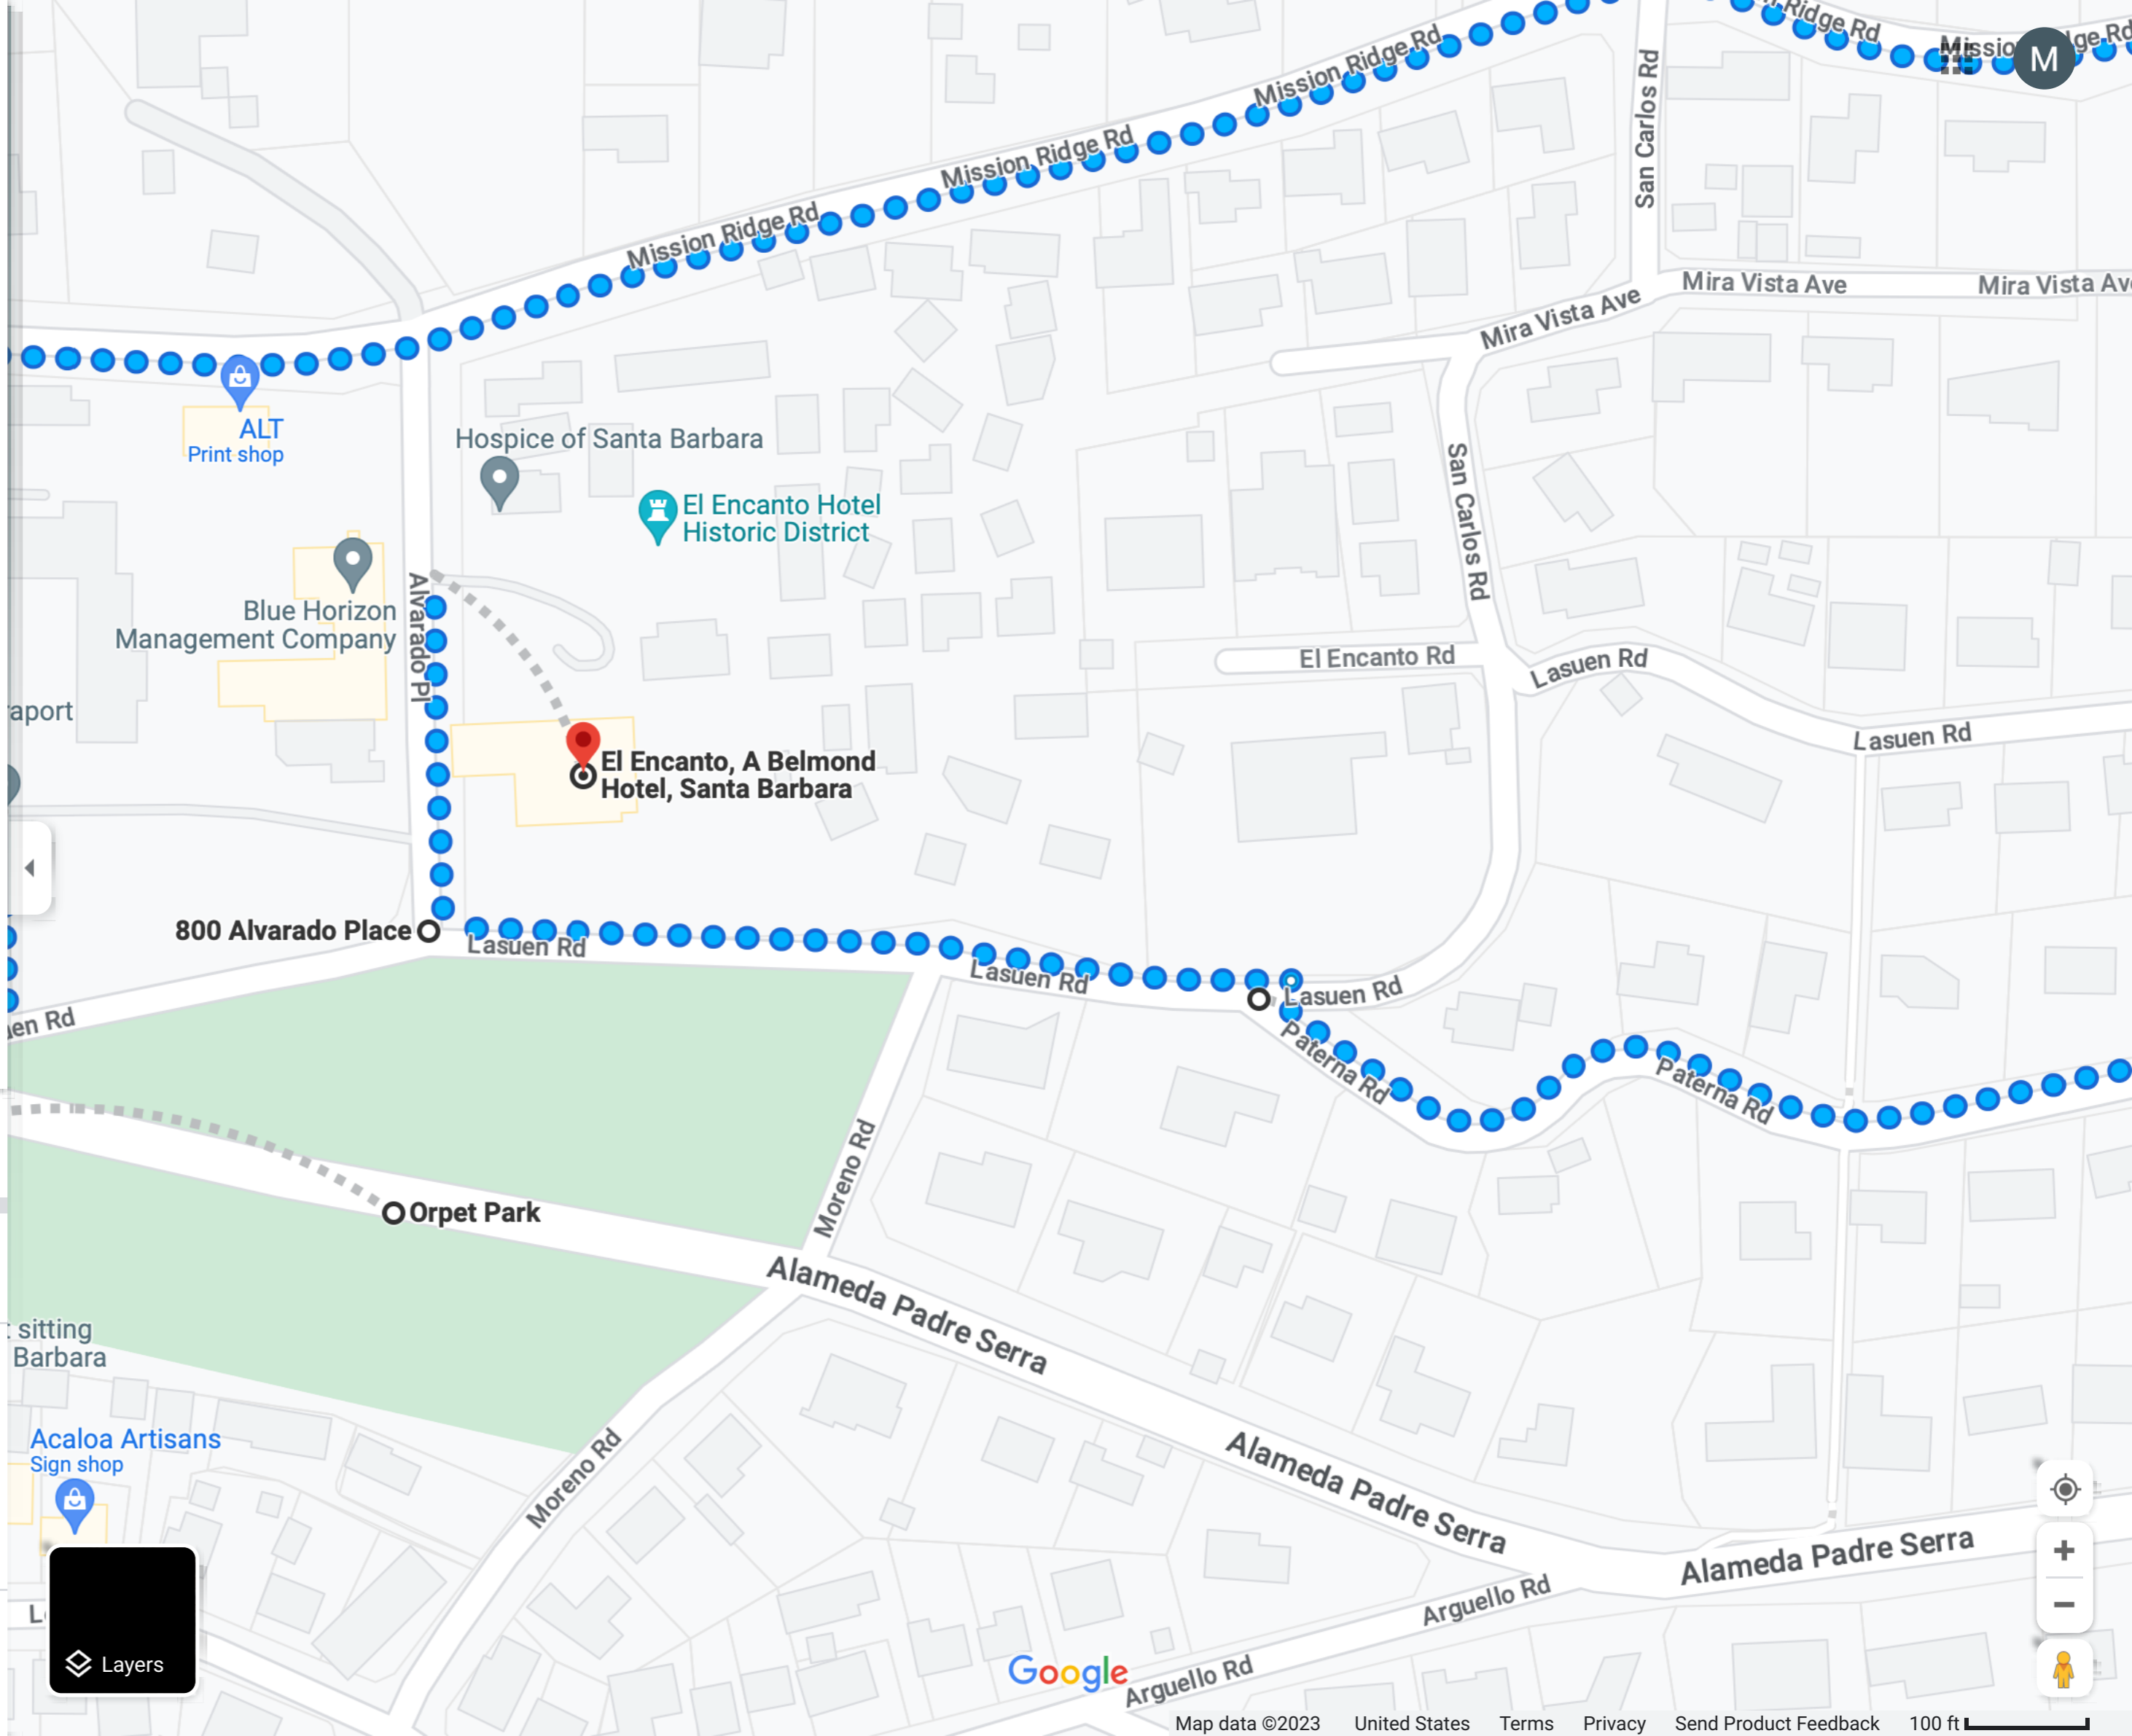 Mission Ridge Rd
Mission Ridge Rd
M
Mission Ridge Rd
San Carlos Rd
Mission Ridge Rd
Mira Vista Ave
Mira Vista Ave
Mira Vista Ave
ALT
Print shop
Hospice of Santa Barbara
El Encanto Hotel
Historic District
San Carlos Rd
Blue Horizon
Management Company
Alvarado Pl
El Encanto Rd
Lasuen Rd
raport
Lasuen Rd
El Encanto, A Belmond
Hotel, Santa Barbara
800 Alvarado Place
Lasuen Rd
Lasuen Rd
Lasuen Rd
uen Rd
Paterna Rd
Paterna Rd
Moreno Rd
Orpet Park
Alameda Padre Serra
sitting
Barbara
Acaloa Artisans
Sign shop
Moreno Rd
Alameda Padre Serra
Alameda Padre Serra
Arguello Rd
Layers
Google
Arguello Rd
Map data ©2023 United States Terms Privacy Send Product Feedback 100 ft